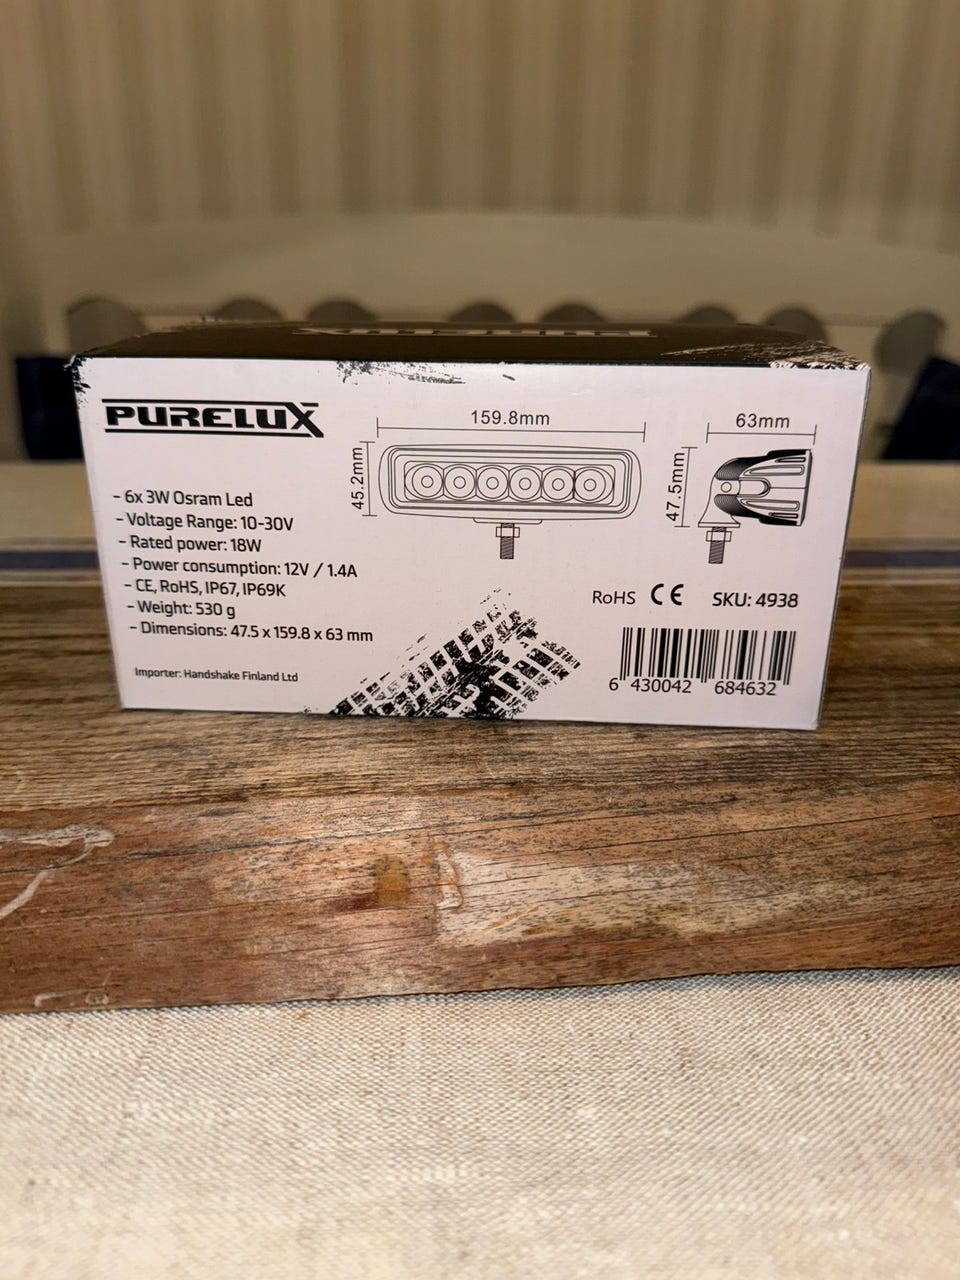 PURELUX
- 6x 3W Osram Led
- Voltage Range: 10-30V
- Rated power: 18W
- Power consumption: 12V / 1.4A
- CE, RoHS, IP67, IP69K
- Weight: 530 g
- Dimensions: 47.5 x 159.8 x 63 mm
Importer: Handshake Finland Ltd
159.8mm
45.2mm
63mm
47.5mm
RoHS CE SKU: 4938
6 430042 684632